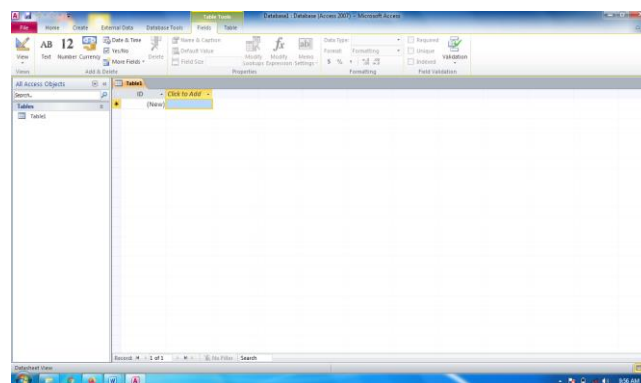 Table Tools
Database1 : Database (Access 2007) - Microsoft Access
File Home Create External Data Database Tools Fields Table
View
AB 12
Text Number Currency
Date & Time
Yes/No
More Fields
Delete
Name & Caption
Default Value
Field Size
Modify Lookups
Modify Expression
Memo Settings
Data Type:
Format: Formatting
$ %
Required
Unique
Indexed
Validation
Views
Add & Delete
Properties
Formatting
Field Validation
All Access Objects
Search...
Tables
Table1
Table1
ID Click to Add
(New)
Record: 1 of 1 No Filter Search
Datasheet View
9:56 AM